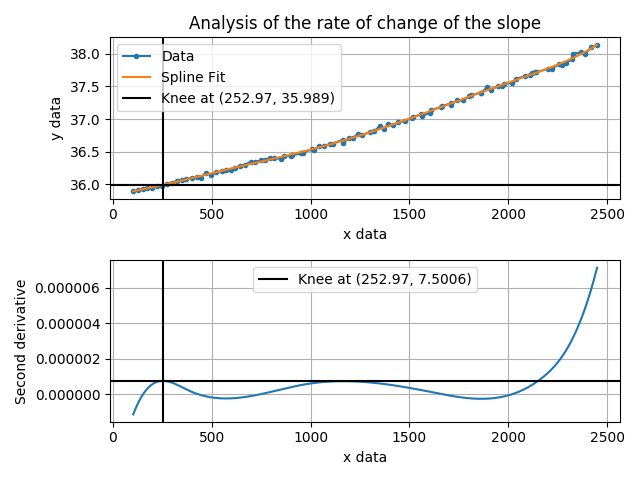 Analysis of the rate of change of the slope
38.0
37.5
37.0
36.5
36.0
y data
Data
Spline Fit
Knee at (252.97, 35.989)
0 500 1000 1500 2000 2500
x data
0.000006
0.000004
0.000002
0.000000
Second derivative
Knee at (252.97, 7.5006)
0 500 1000 1500 2000 2500
x data